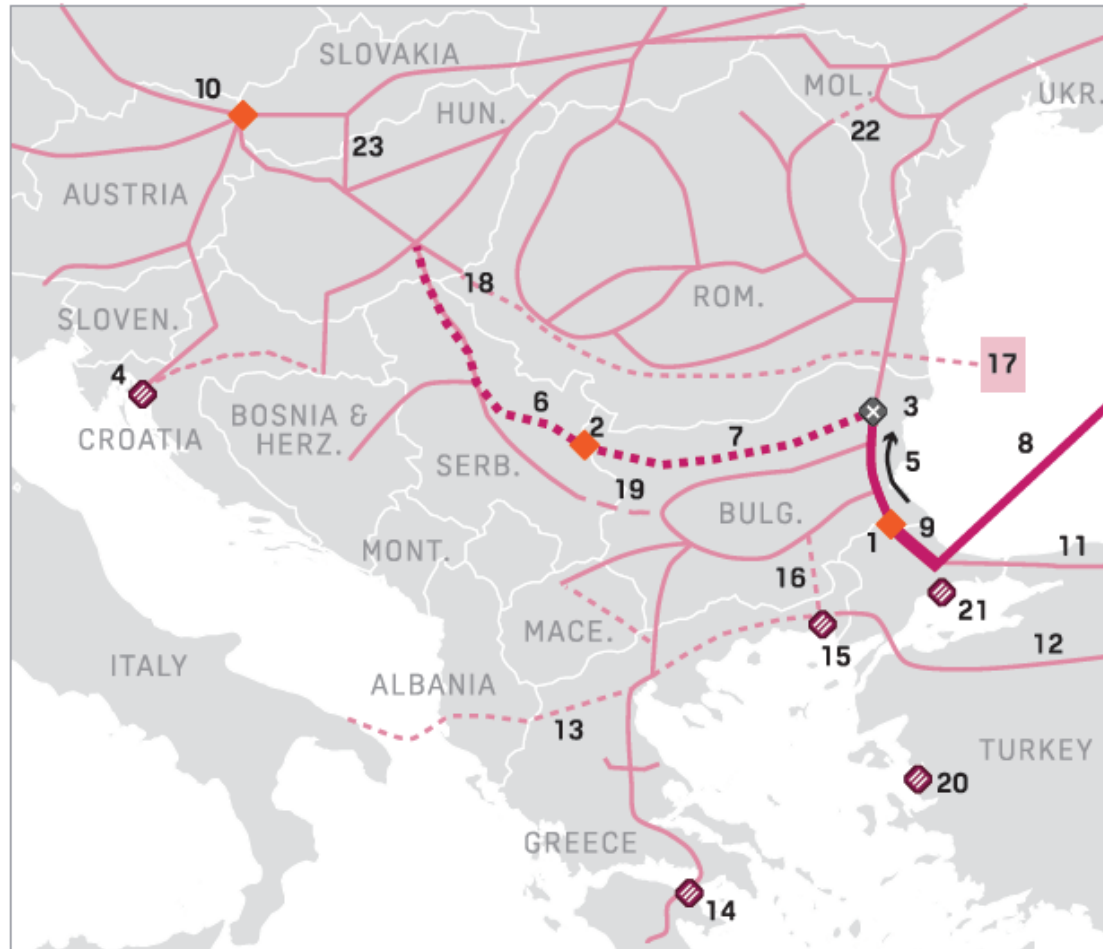 SLOVAKIA
10
MOL.
HUN.
UKR.
22
23
AUSTRIA
18
ROM.
SLOVEN.
17
4
6
3
BOSNIA &
HERZ.
2
7
8
CROATIA
SERB.
5
19
BULG.
9
1
MONT.
11
16
21
MACE.
15
12
ITALY
ALBANIA
13
TURKEY
20
GREECE
14